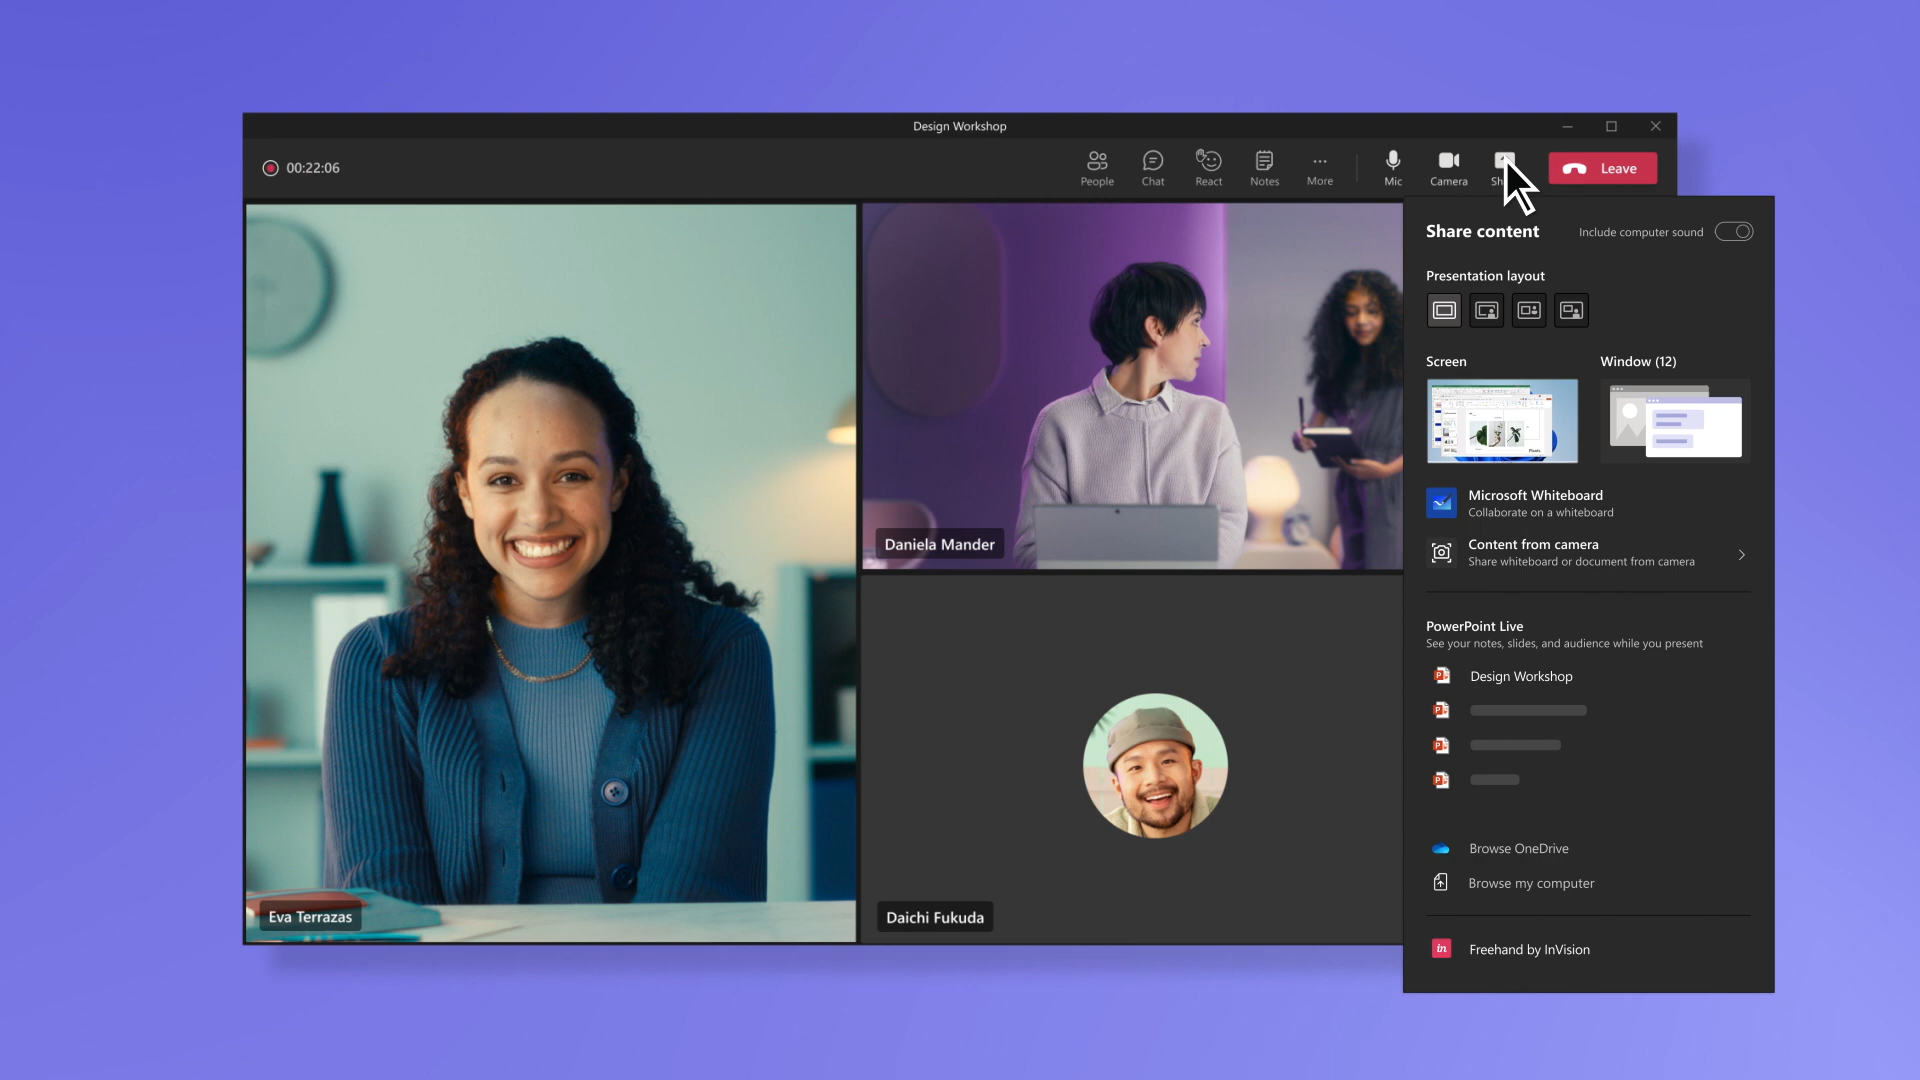 Design Workshop
00:22:06
People
Chat
React
Notes
More
Mic
Camera
Leave
Share content
Include computer sound
Presentation layout
Screen
Window (12)
Microsoft Whiteboard
Collaborate on a whiteboard
Content from camera
Share whiteboard or document from camera
Daniela Mander
PowerPoint Live
See your notes, slides, and audience while you present
Design Workshop
Browse OneDrive
Browse my computer
in
Freehand by InVision
Eva Terrazas
Daichi Fukuda